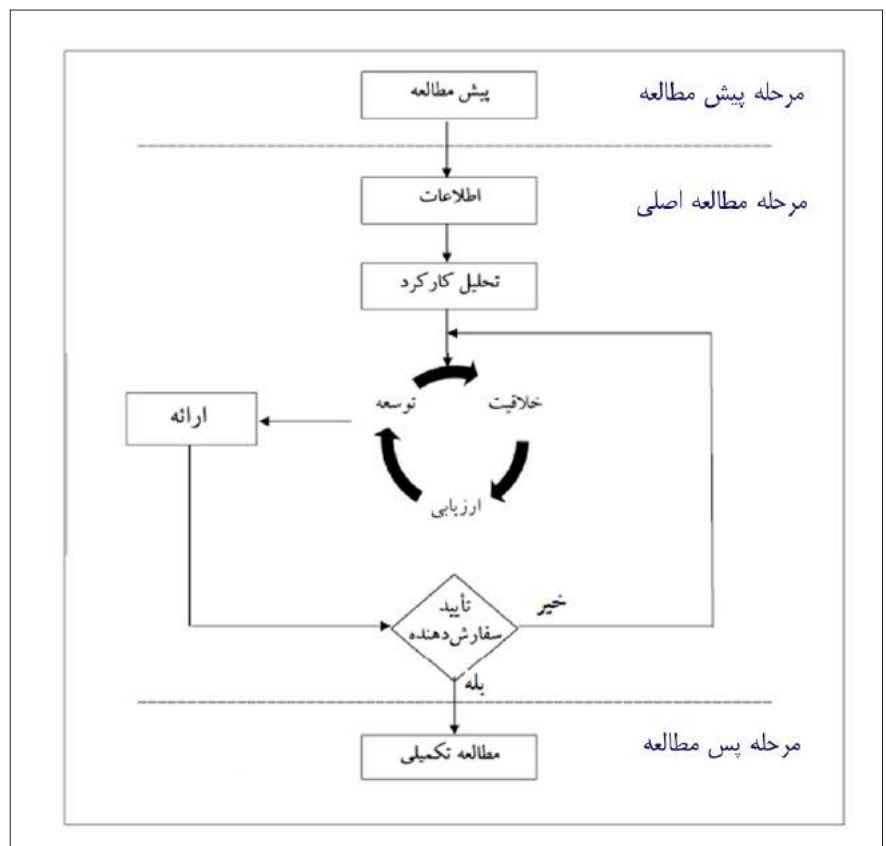 پیش مطالعه
مرحله پیش مطالعه
اطلاعات
مرحله مطالعه اصلی
تحلیل کارکرد
خلاقیت
توسعه
ارائه
ارزیابی
تأیید
سفارش‌دهنده
خیر
بله
مطالعه تکمیلی
مرحله پس مطالعه